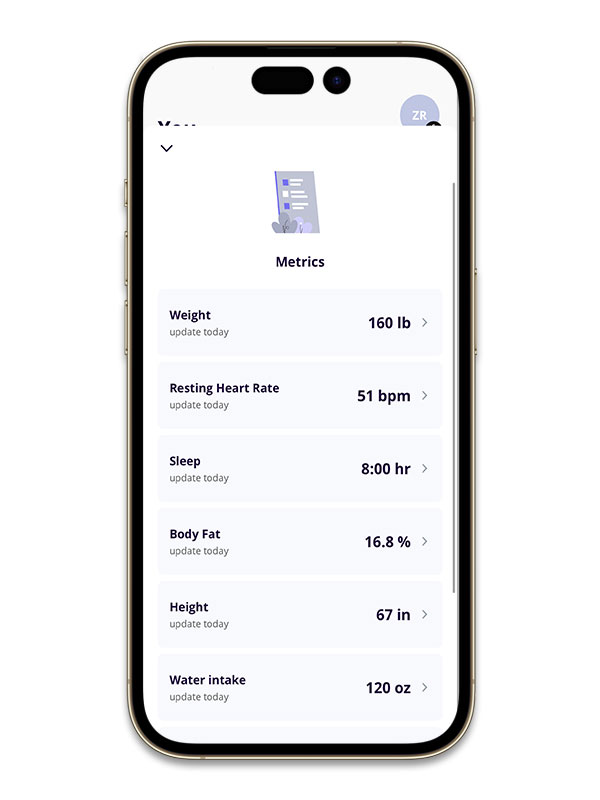 ZR
Metrics
Weight
update today
160 lb
Resting Heart Rate
update today
51 bpm
Sleep
update today
8:00 hr
Body Fat
update today
16.8 %
Height
update today
67 in
Water intake
update today
120 oz